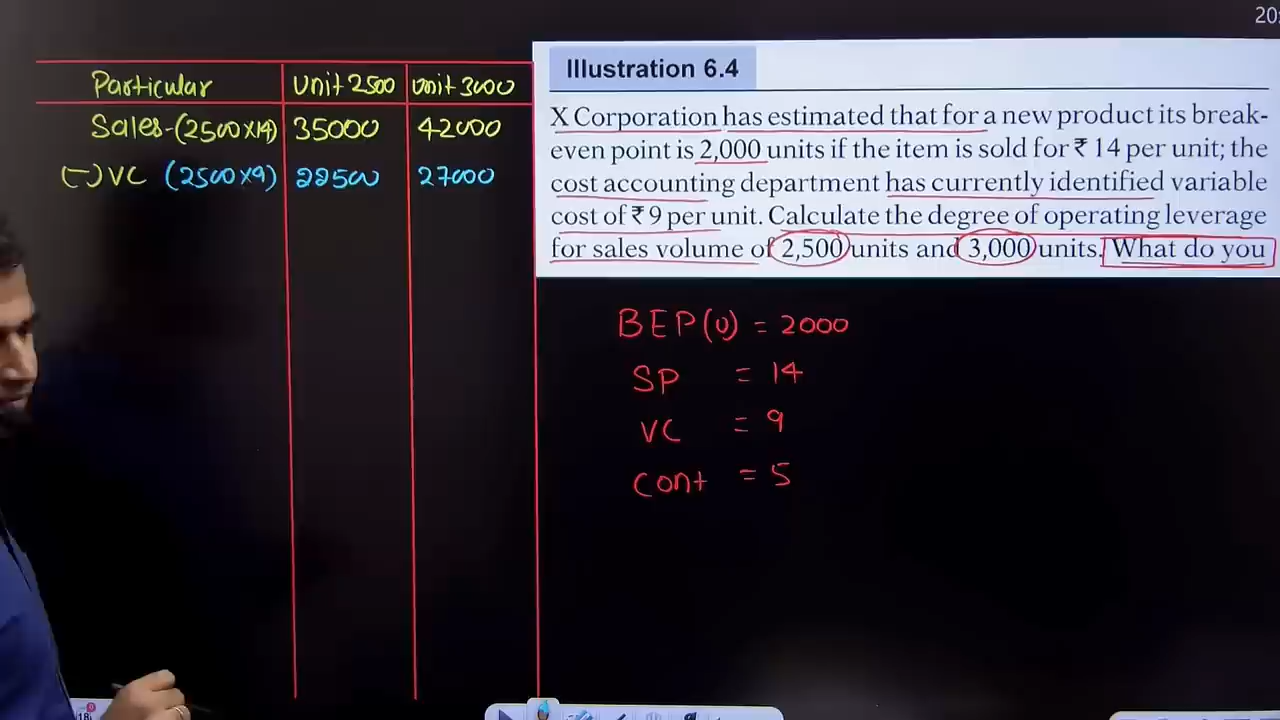 20:
Particular Unit 2500 Unit 3000
Sales-(2500×14) 35000 42000
(-) VC (2500×9) 22500 27000
Illustration 6.4
X Corporation has estimated that for a new product its break-
even point is 2,000 units if the item is sold for ₹ 14 per unit; the
cost accounting department has currently identified variable
cost of ₹ 9 per unit. Calculate the degree of operating leverage
for sales volume of 2,500 units and 3,000 units. What do you
BEP(U) = 2000
SP = 14
VC = 9
Cont = 5
18